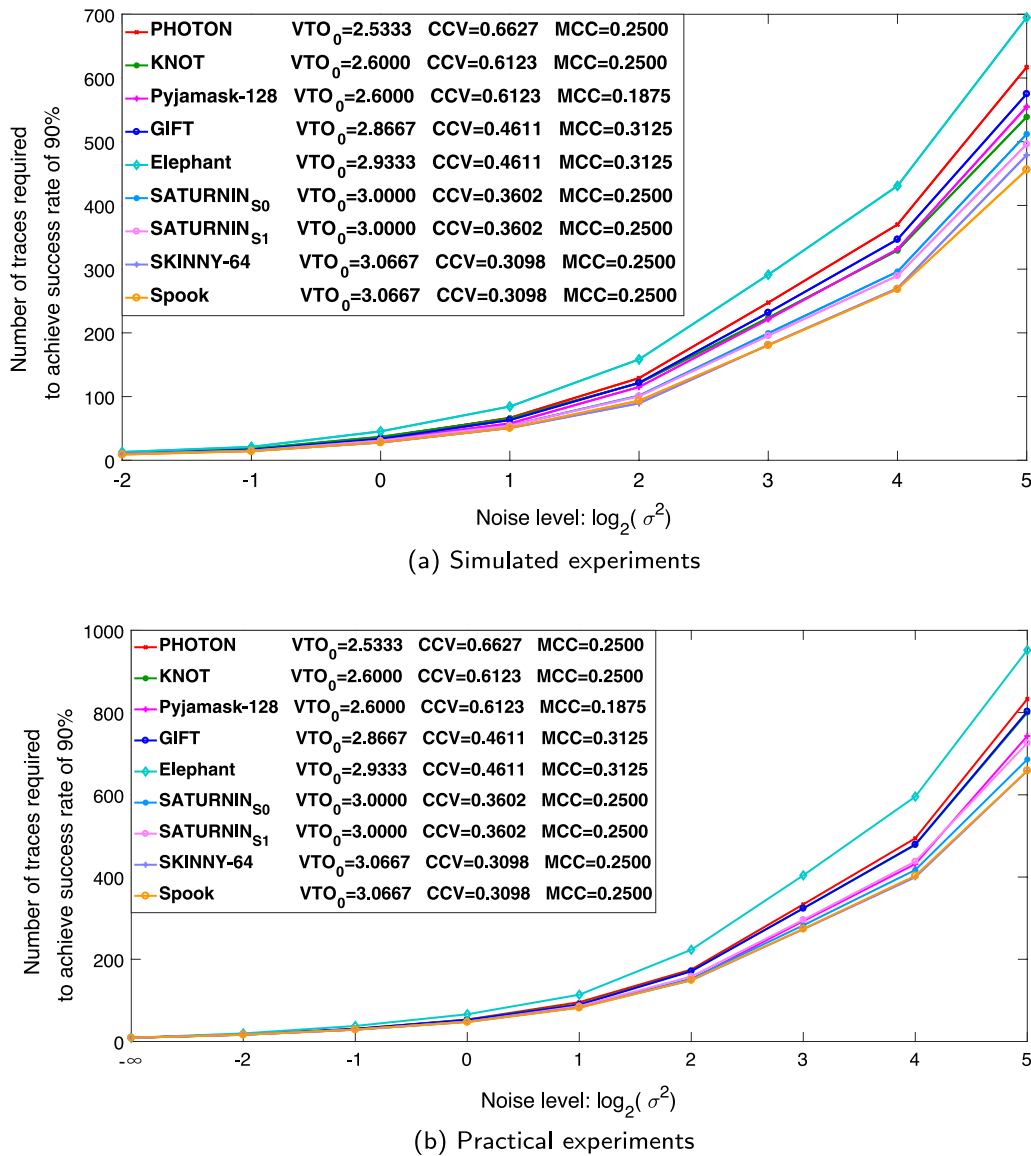 700
600
500
400
300
200
100
0
Number of traces required
to achieve success rate of 90%
PHOTON VTO0=2.5333 CCV=0.6627 MCC=0.2500
KNOT VTO0=2.6000 CCV=0.6123 MCC=0.2500
Pyjamask-128 VTO0=2.6000 CCV=0.6123 MCC=0.1875
GIFT VTO0=2.8667 CCV=0.4611 MCC=0.3125
Elephant VTO0=2.9333 CCV=0.4611 MCC=0.3125
SATURNINS0 VTO0=3.0000 CCV=0.3602 MCC=0.2500
SATURNINS1 VTO0=3.0000 CCV=0.3602 MCC=0.2500
SKINNY-64 VTO0=3.0667 CCV=0.3098 MCC=0.2500
Spook VTO0=3.0667 CCV=0.3098 MCC=0.2500
-2 -1 0 1 2 3 4 5
Noise level: log2( σ2)
(a) Simulated experiments
1000
800
600
400
200
0
Number of traces required
to achieve success rate of 90%
PHOTON VTO0=2.5333 CCV=0.6627 MCC=0.2500
KNOT VTO0=2.6000 CCV=0.6123 MCC=0.2500
Pyjamask-128 VTO0=2.6000 CCV=0.6123 MCC=0.1875
GIFT VTO0=2.8667 CCV=0.4611 MCC=0.3125
Elephant VTO0=2.9333 CCV=0.4611 MCC=0.3125
SATURNINS0 VTO0=3.0000 CCV=0.3602 MCC=0.2500
SATURNINS1 VTO0=3.0000 CCV=0.3602 MCC=0.2500
SKINNY-64 VTO0=3.0667 CCV=0.3098 MCC=0.2500
Spook VTO0=3.0667 CCV=0.3098 MCC=0.2500
-∞ -2 -1 0 1 2 3 4 5
Noise level: log2( σ2)
(b) Practical experiments